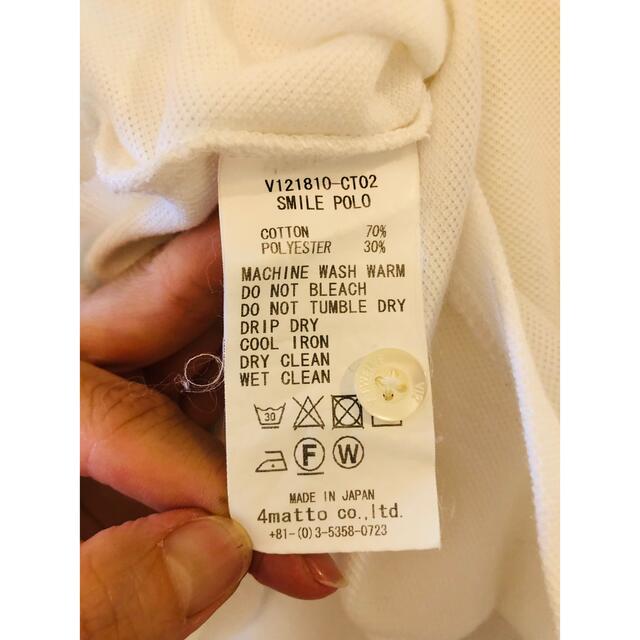 V121810-CT02
SMILE POLO
COTTON 70%
POLYESTER 30%
MACHINE WASH WARM
DO NOT BLEACH
DO NOT TUMBLE DRY
DRIP DRY
COOL IRON
DRY CLEAN
WET CLEAN
30
F W
MADE IN JAPAN
4matto co.,ltd.
+81-(0)3-5358-0723